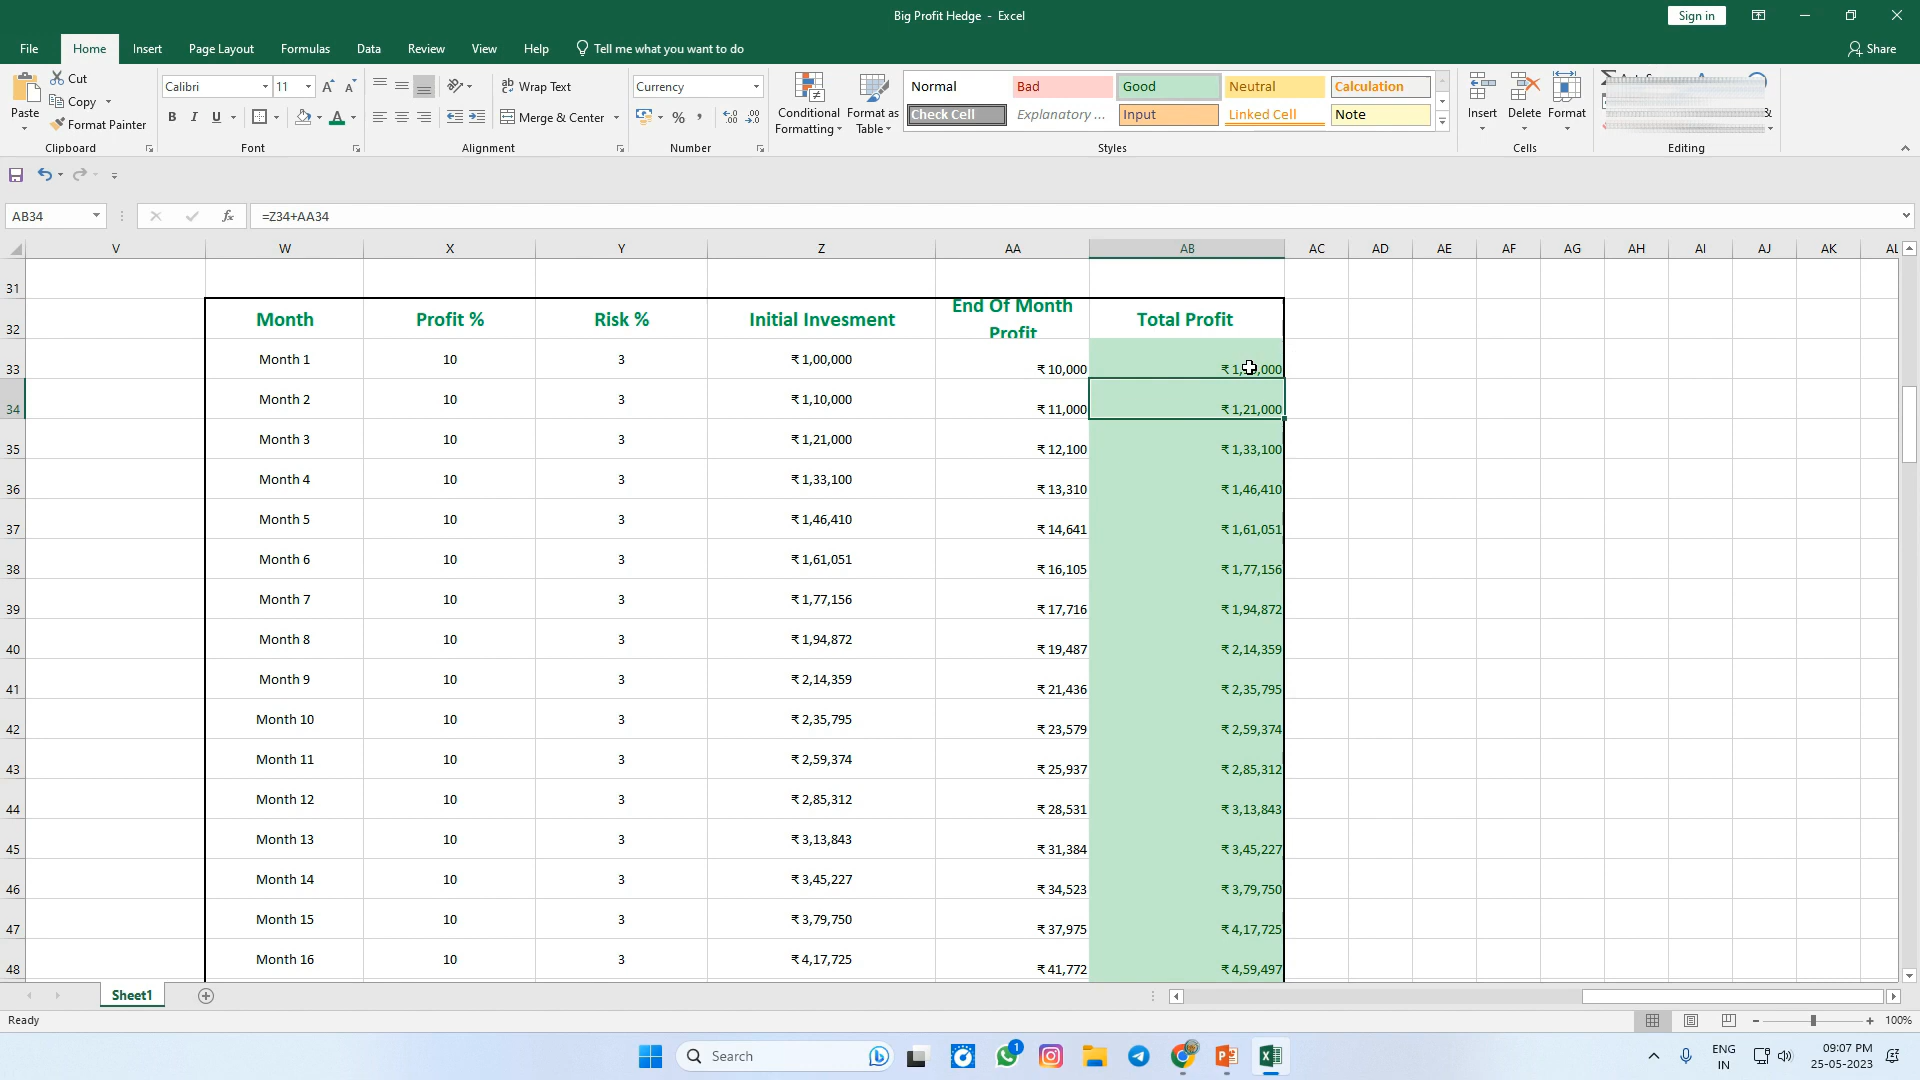 Big Profit Hedge - Excel
Sign in
File Home Insert Page Layout Formulas Data Review View Help Tell me what you want to do Share
Cut
Copy
Format Painter
Paste
Clipboard
Calibri 11
B I U
Font
Wrap Text
Merge & Center
Alignment
Currency
Number
Conditional Formatting
Format as Table
Normal Bad Good Neutral Calculation
Check Cell Explanatory ... Input Linked Cell Note
Styles
Insert Delete Format
Cells
Editing
AB34 fx =Z34+AA34
V W X Y Z AA AB AC AD AE AF AG AH AI AJ AK AL
31
32 Month Profit % Risk % Initial Invesment End Of Month Profit Total Profit
33 Month 1 10 3 ₹ 1,00,000 ₹ 10,000
34 Month 2 10 3 ₹ 1,10,000 ₹ 11,000 ₹ 1,21,000
35 Month 3 10 3 ₹ 1,21,000 ₹ 12,100 ₹ 1,33,100
36 Month 4 10 3 ₹ 1,33,100 ₹ 13,310 ₹ 1,46,410
37 Month 5 10 3 ₹ 1,46,410 ₹ 14,641 ₹ 1,61,051
38 Month 6 10 3 ₹ 1,61,051 ₹ 16,105 ₹ 1,77,156
39 Month 7 10 3 ₹ 1,77,156 ₹ 17,716 ₹ 1,94,872
40 Month 8 10 3 ₹ 1,94,872 ₹ 19,487 ₹ 2,14,359
41 Month 9 10 3 ₹ 2,14,359 ₹ 21,436 ₹ 2,35,795
42 Month 10 10 3 ₹ 2,35,795 ₹ 23,579 ₹ 2,59,374
43 Month 11 10 3 ₹ 2,59,374 ₹ 25,937 ₹ 2,85,312
44 Month 12 10 3 ₹ 2,85,312 ₹ 28,531 ₹ 3,13,843
45 Month 13 10 3 ₹ 3,13,843 ₹ 31,384 ₹ 3,45,227
46 Month 14 10 3 ₹ 3,45,227 ₹ 34,523 ₹ 3,79,750
47 Month 15 10 3 ₹ 3,79,750 ₹ 37,975 ₹ 4,17,725
48 Month 16 10 3 ₹ 4,17,725 ₹ 41,772 ₹ 4,59,497
Sheet1
Ready 100%
Search
1
ENG
IN
09:07 PM
25-05-2023